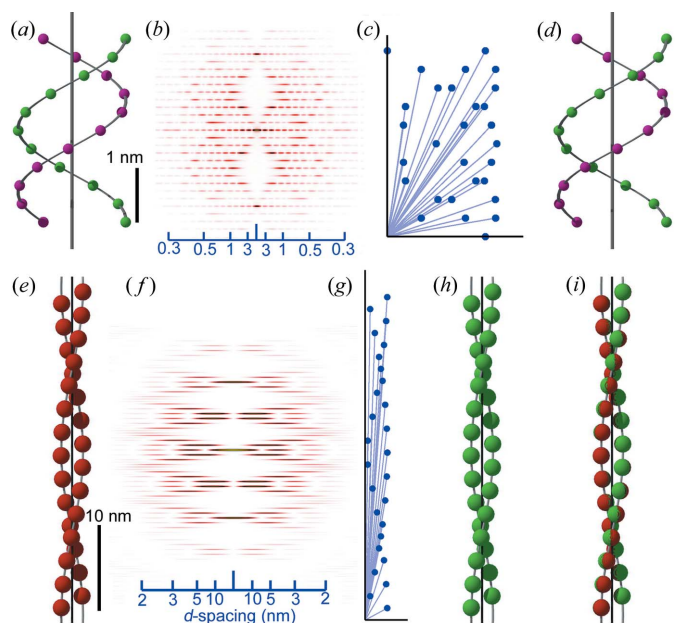 (a) (b) (c) (d)
1 nm
0.3 0.5 1 3 3 1 0.5 0.3
(e) (f) (g) (h) (i)
10 nm
2 3 5 10 10 5 3 2
d-spacing (nm)